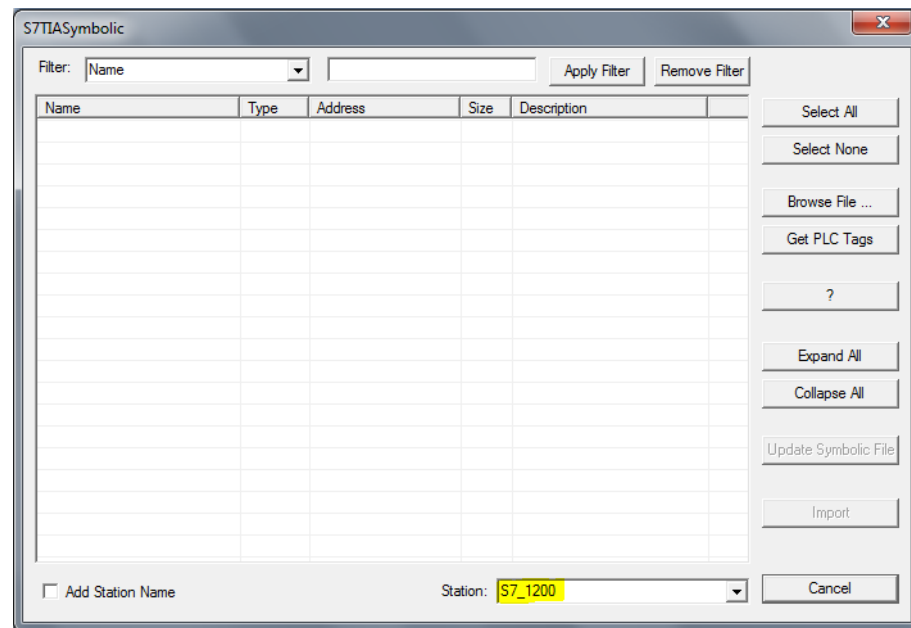 S7TIASymbolic
Filter: Name Apply Filter Remove Filter
Name Type Address Size Description
Select All
Select None
Browse File ...
Get PLC Tags
?
Expand All
Collapse All
Update Symbolic File
Import
Add Station Name Station: S7_1200 Cancel